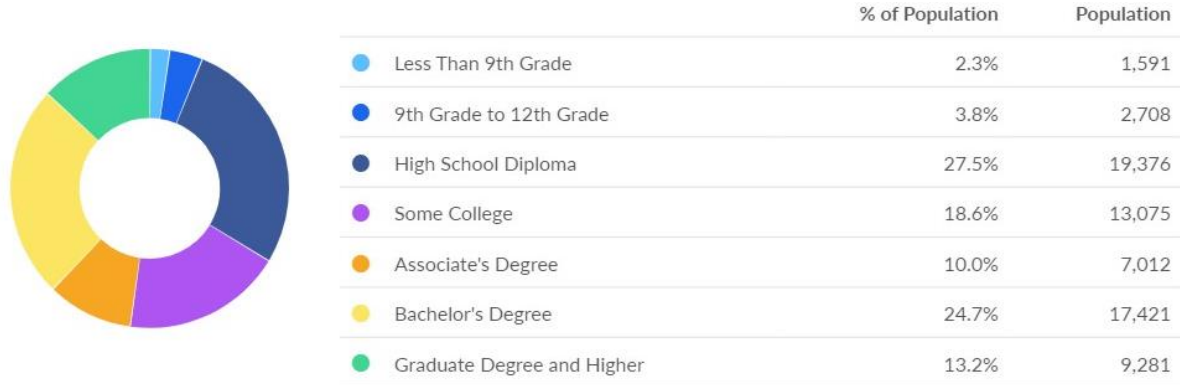 % of Population Population
Less Than 9th Grade 2.3% 1,591
9th Grade to 12th Grade 3.8% 2,708
High School Diploma 27.5% 19,376
Some College 18.6% 13,075
Associate's Degree 10.0% 7,012
Bachelor's Degree 24.7% 17,421
Graduate Degree and Higher 13.2% 9,281